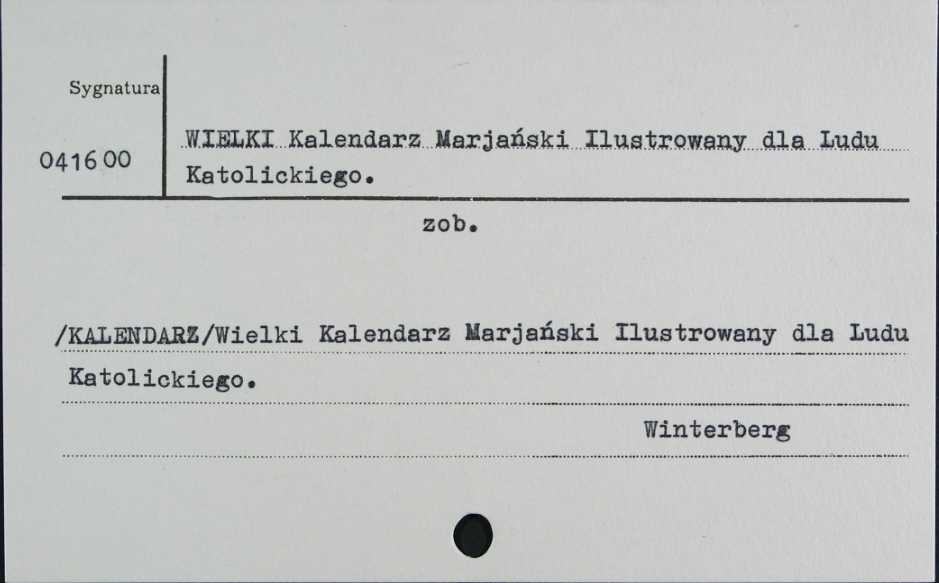 Sygnatura
041600
WIELKI Kalendarz Marjański Ilustrowany dla Ludu
Katolickiego.
zob.
/KALENDARZ/Wielki Kalendarz Marjański Ilustrowany dla Ludu
Katolickiego.
Winterberg